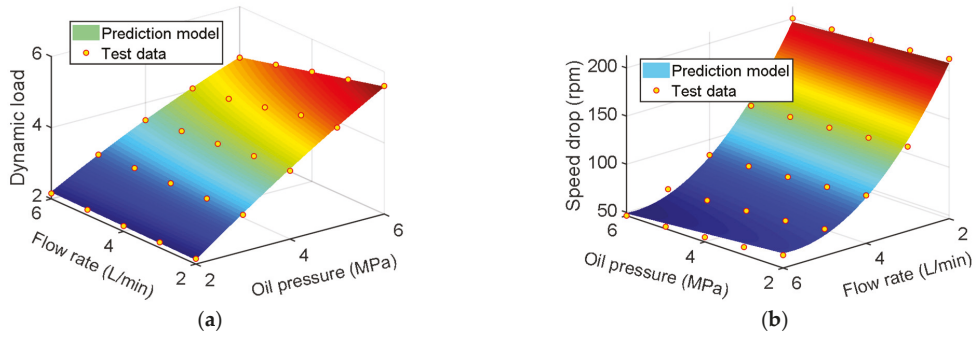 Prediction model
Test data
Dynamic load
6
4
2
6
4
2
Flow rate (L/min)
2
4
6
Oil pressure (MPa)
(a)
Prediction model
Test data
Speed drop (rpm)
200
150
100
50
6
4
2
Oil pressure (MPa)
6
4
2
Flow rate (L/min)
(b)